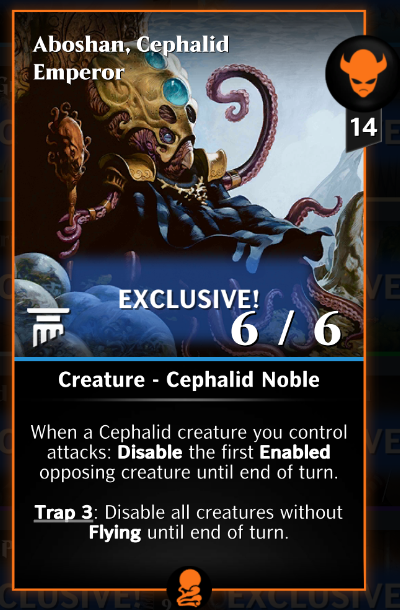 Aboshan, Cephalid
Emperor
14
EXCLUSIVE!
6 / 6
Creature - Cephalid Noble
When a Cephalid creature you control
attacks: Disable the first Enabled
opposing creature until end of turn.
Trap 3: Disable all creatures without
Flying until end of turn.